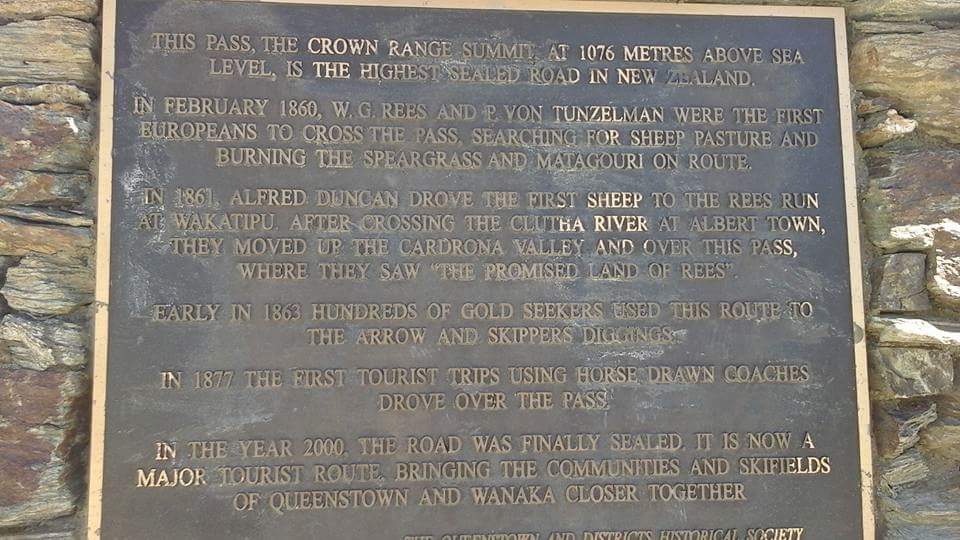 THIS PASS, THE CROWN RANGE SUMMIT, AT 1076 METRES ABOVE SEA
LEVEL, IS THE HIGHEST SEALED ROAD IN NEW ZEALAND.
IN FEBRUARY 1860, W. G. REES AND P. VON TUNZELMAN WERE THE FIRST
EUROPEANS TO CROSS THE PASS, SEARCHING FOR SHEEP PASTURE AND
BURNING THE SPEARGRASS AND MATAGOURI ON ROUTE.
IN 1861, ALFRED DUNCAN DROVE THE FIRST SHEEP TO THE REES RUN
AT WAKATIPU. AFTER CROSSING THE CLUTHA RIVER AT ALBERT TOWN,
THEY MOVED UP THE CARDRONA VALLEY AND OVER THIS PASS,
WHERE THEY SAW "THE PROMISED LAND OF REES".
EARLY IN 1863 HUNDREDS OF GOLD SEEKERS USED THIS ROUTE TO
THE ARROW AND SKIPPERS DIGGINGS.
IN 1877 THE FIRST TOURIST TRIPS USING HORSE DRAWN COACHES
DROVE OVER THE PASS.
IN THE YEAR 2000, THE ROAD WAS FINALLY SEALED. IT IS NOW A
MAJOR TOURIST ROUTE, BRINGING THE COMMUNITIES AND SKIFIELDS
OF QUEENSTOWN AND WANAKA CLOSER TOGETHER
THE QUEENSTOWN AND DISTRICTS HISTORICAL SOCIETY